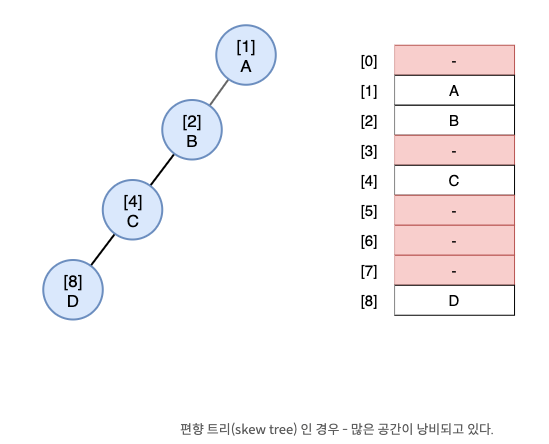 [1]
A
[2]
B
[4]
C
[8]
D
[0] -
[1] A
[2] B
[3] -
[4] C
[5] -
[6] -
[7] -
[8] D
편향 트리(skew tree) 인 경우 - 많은 공간이 낭비되고 있다.